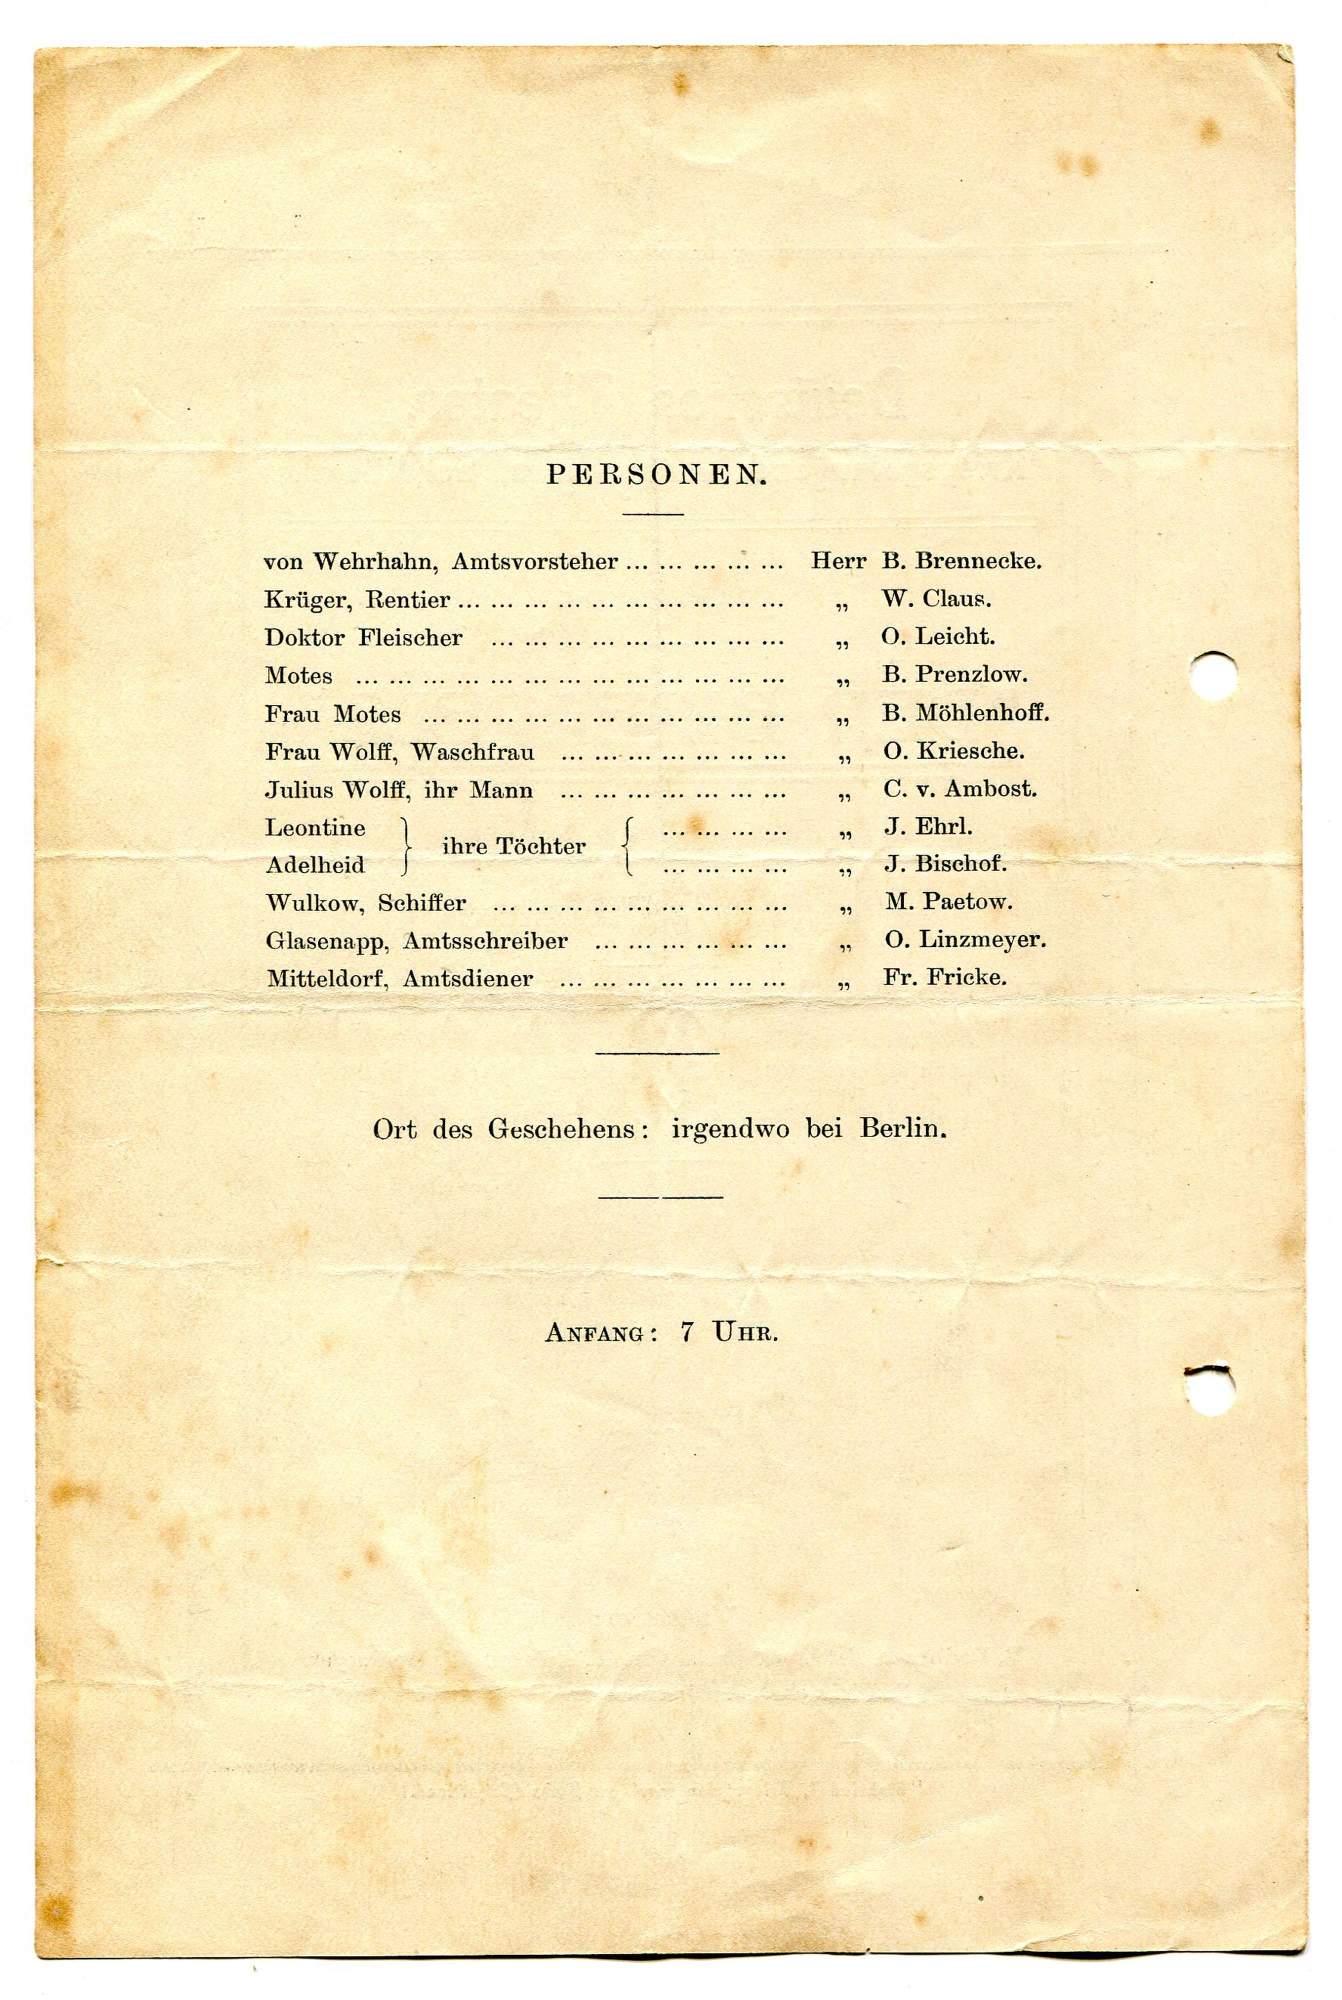 PERSONEN.
von Wehrhahn, Amtsvorsteher ... ... ... ... ... Herr B. Brennecke.
Krüger, Rentier ... ... ... ... ... ... ... ... ... ... „ W. Claus.
Doktor Fleischer ... ... ... ... ... ... ... ... ... „ O. Leicht.
Motes ... ... ... ... ... ... ... ... ... ... ... ... ... „ B. Prenzlow.
Frau Motes ... ... ... ... ... ... ... ... ... ... ... „ B. Möhlenhoff.
Frau Wolff, Waschfrau ... ... ... ... ... ... ... „ O. Kriesche.
Julius Wolff, ihr Mann ... ... ... ... ... ... ... „ C. v. Ambost.
Leontine } ihre Töchter { ... ... ... ... „ J. Ehrl.
Adelheid } { ... ... ... ... „ J. Bischof.
Wulkow, Schiffer ... ... ... ... ... ... ... ... ... „ M. Paetow.
Glasenapp, Amtsschreiber ... ... ... ... ... ... „ O. Linzmeyer.
Mitteldorf, Amtsdiener ... ... ... ... ... ... ... „ Fr. Fricke.
Ort des Geschehens: irgendwo bei Berlin.
ANFANG: 7 UHR.